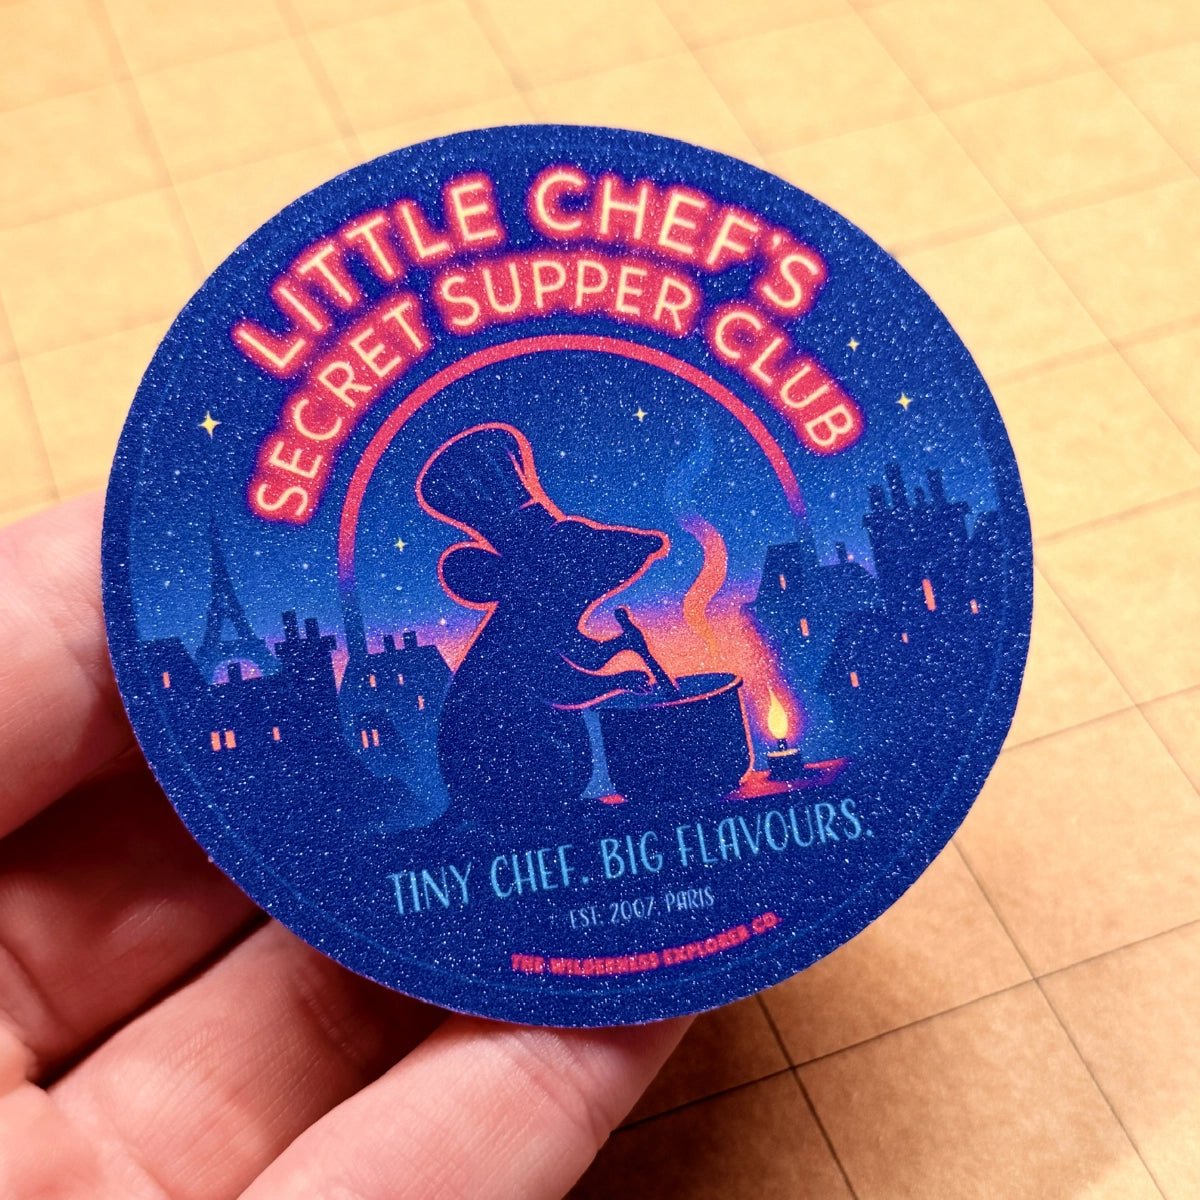 LITTLE CHEF'S
SECRET SUPPER CLUB
TINY CHEF. BIG FLAVOURS.
EST. 2007. PARIS
THE WILDERNESS EXPLORER CO.